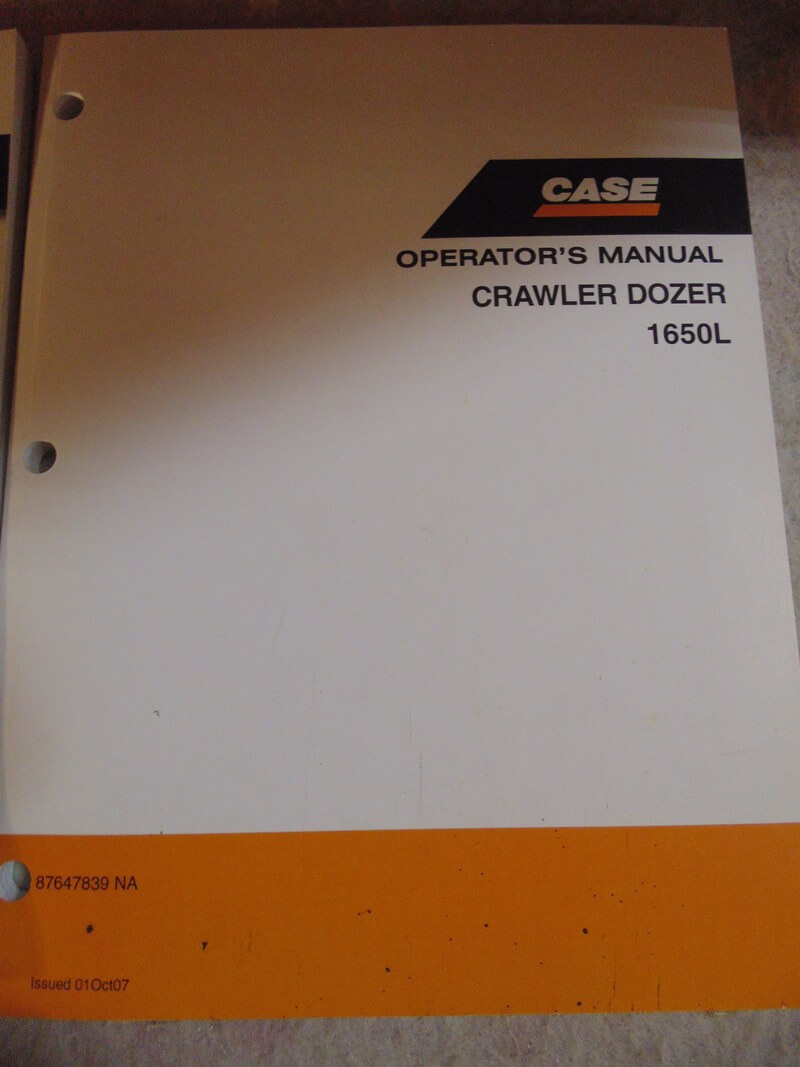 CASE
OPERATOR'S MANUAL
CRAWLER DOZER
1650L
87647839 NA
Issued 01Oct07